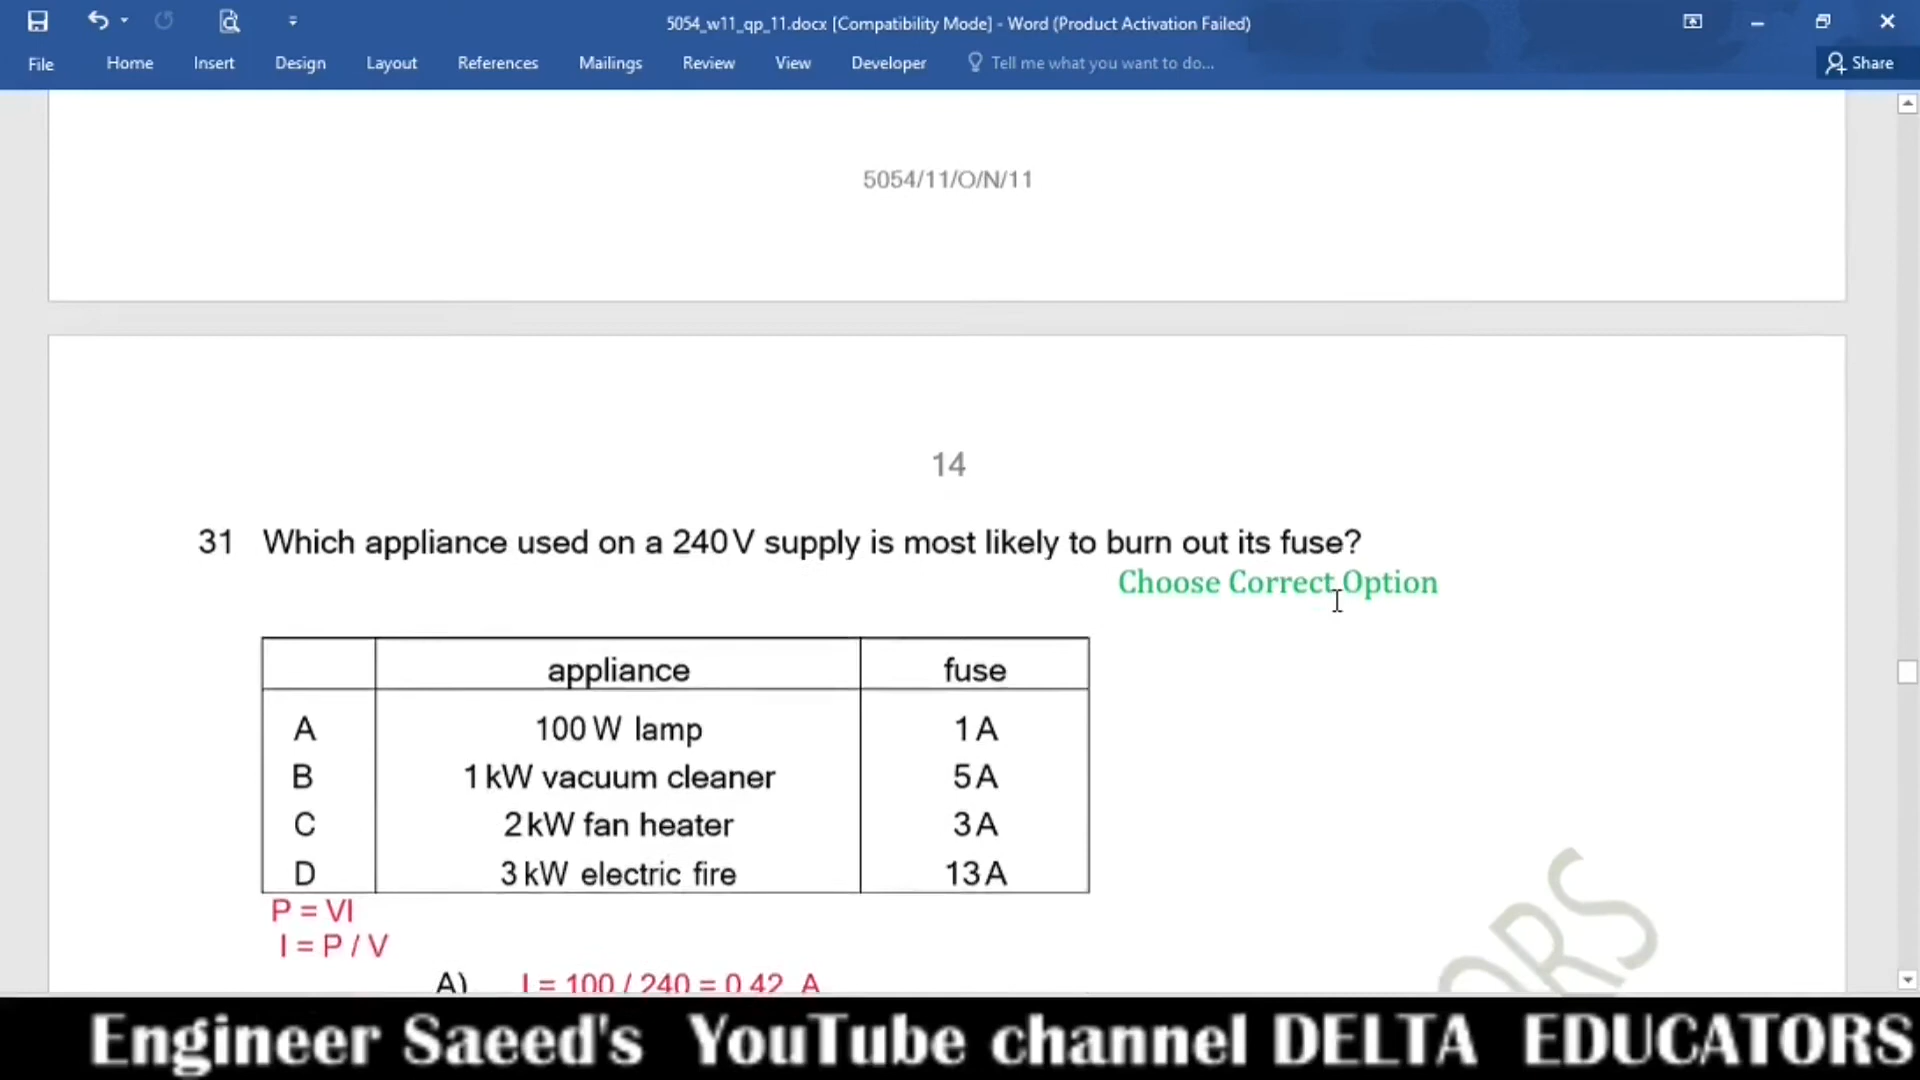 5054_w11_qp_11.docx [Compatibility Mode] - Word (Product Activation Failed)
File Home Insert Design Layout References Mailings Review View Developer Tell me what you want to do... Share
5054/11/O/N/11
14
31 Which appliance used on a 240 V supply is most likely to burn out its fuse?
Choose Correct Option
appliance fuse
A 100 W lamp 1 A
B 1 kW vacuum cleaner 5 A
C 2 kW fan heater 3 A
D 3 kW electric fire 13 A
P = VI
I = P / V
A) I = 100 / 240 = 0.42 A
ORS
Engineer Saeed's YouTube channel DELTA EDUCATORS